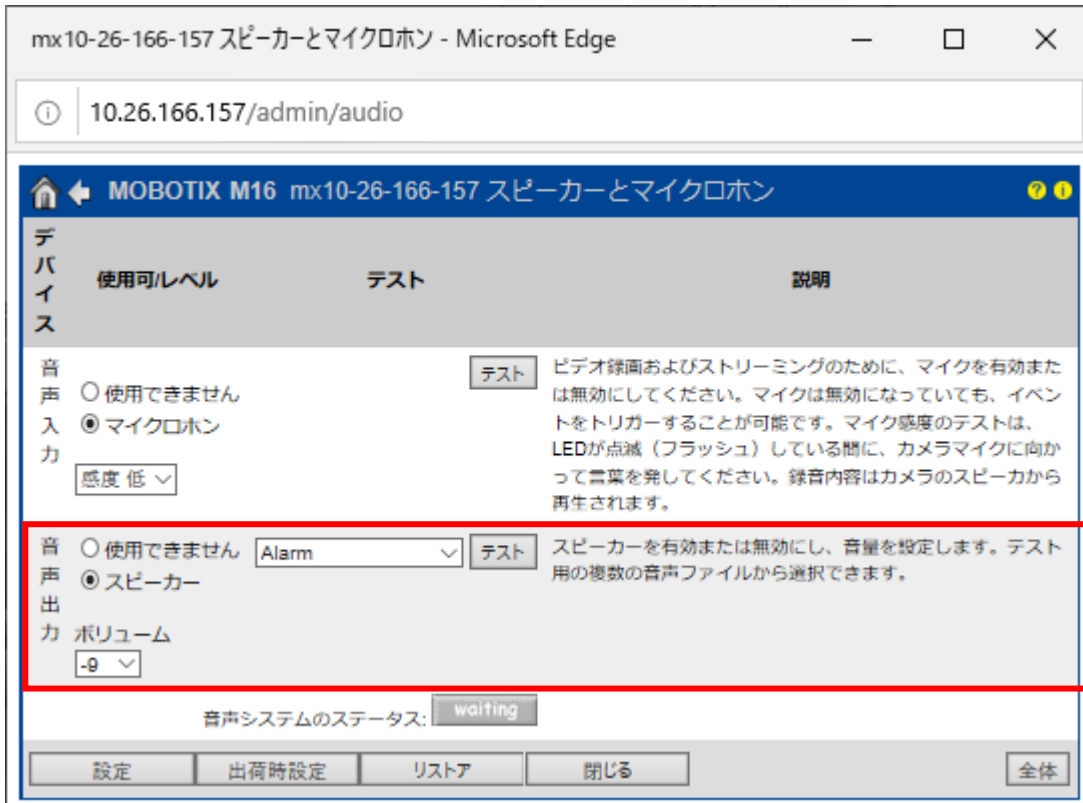 mx10-26-166-157 スピーカーとマイクロホン - Microsoft Edge
10.26.166.157/admin/audio
MOBOTIX M16 mx10-26-166-157 スピーカーとマイクロホン
デバイス 使用可/レベル テスト 説明
音声入力
使用できません
マイクロホン
感度 低
テスト
ビデオ録画およびストリーミングのために、マイクを有効また
は無効にしてください。マイクは無効になっていても、イベン
トをトリガーすることが可能です。マイク感度のテストは、
LEDが点滅（フラッシュ）している間に、カメラマイクに向か
って言葉を発してください。録音内容はカメラのスピーカから
再生されます。
音声出力
使用できません
スピーカー
ボリューム
-9
Alarm
テスト
スピーカーを有効または無効にし、音量を設定します。テスト
用の複数の音声ファイルから選択できます。
音声システムのステータス: waiting
設定 出荷時設定 リストア 閉じる 全体